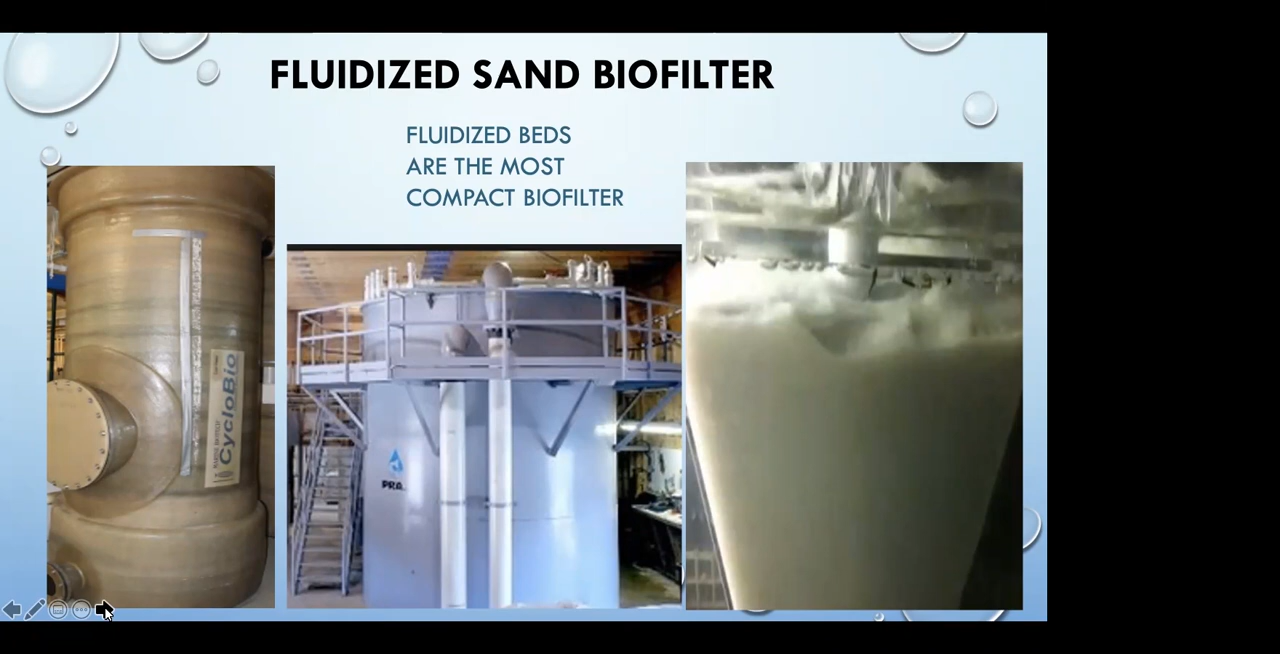 FLUIDIZED SAND BIOFILTER
FLUIDIZED BEDS
ARE THE MOST
COMPACT BIOFILTER
CycloBio
PRA